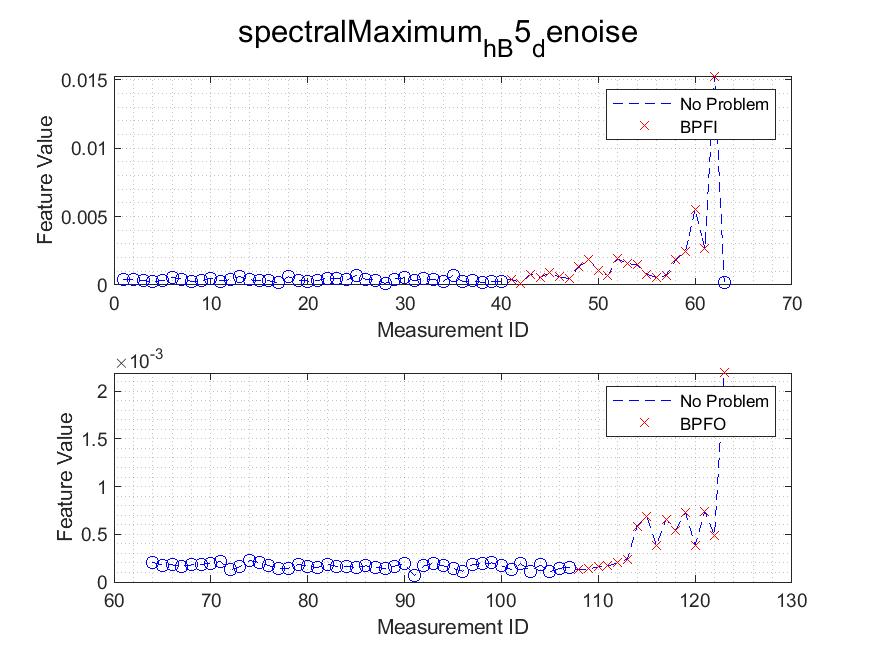 spectralMaximum_hB5_denoise
0.015
0.01
0.005
0
Feature Value
No Problem
BPFI
0 10 20 30 40 50 60 70
Measurement ID
×10^-3
2
1.5
1
0.5
0
Feature Value
No Problem
BPFO
60 70 80 90 100 110 120 130
Measurement ID